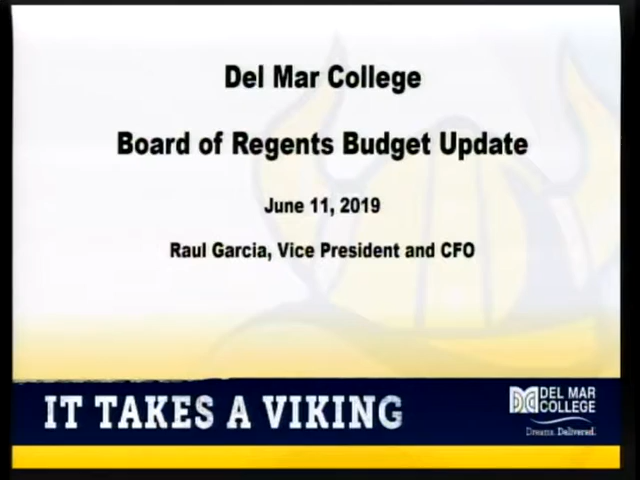 Del Mar College
Board of Regents Budget Update
June 11, 2019
Raul Garcia, Vice President and CFO
IT TAKES A VIKING
DEL MAR
COLLEGE
Dreams. Delivered.